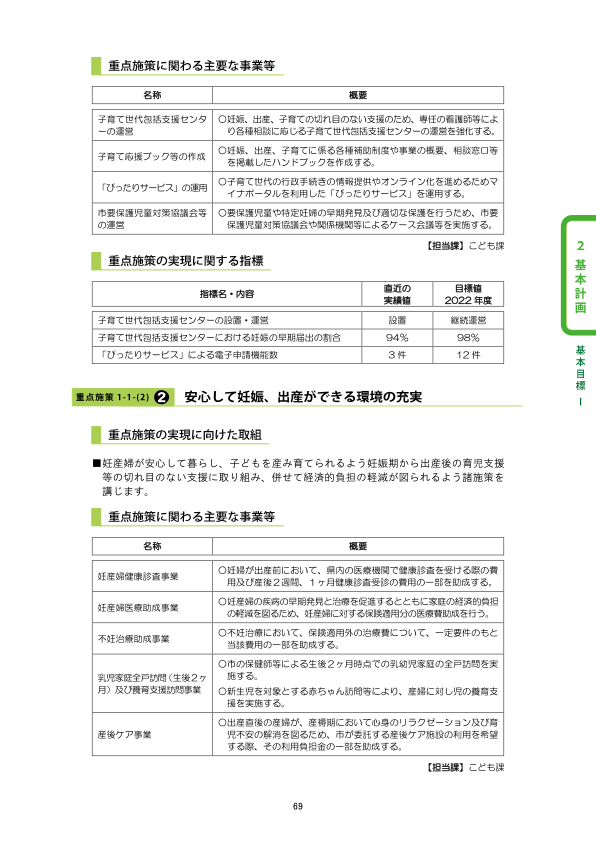 重点施策に関わる主要な事業等
名称
概要
子育て世代包括支援センタ
ーの運営
○妊娠、出産、子育ての切れ目のない支援のため、専任の看護師等によ
り各種相談に応じる子育て世代包括支援センターの運営を強化する。
子育て応援ブック等の作成
○妊娠、出産、子育てに係る各種補助制度や事業の概要、相談窓口等
を掲載したハンドブックを作成する。
「ぴったりサービス」の運用
○子育て世代の行政手続きの情報提供やオンライン化を進めるためマ
イナポータルを利用した「ぴったりサービス」を運用する。
市要保護児童対策協議会等
の運営
○要保護児童や特定妊婦の早期発見及び適切な保護を行うため、市要
保護児童対策協議会や関係機関等によるケース会議等を実施する。
【担当課】こども課
重点施策の実現に関する指標
指標名・内容
直近の
実績値
目標値
2022 年度
子育て世代包括支援センターの設置・運営
設置
継続運営
子育て世代包括支援センターにおける妊娠の早期届出の割合
94%
98%
「ぴったりサービス」による電子申請機能数
3 件
12 件
重点施策 1-1-(2) ❷ 安心して妊娠、出産ができる環境の充実
重点施策の実現に向けた取組
■妊産婦が安心して暮らし、子どもを産み育てられるよう妊娠期から出産後の育児支援
等の切れ目のない支援に取り組み、併せて経済的負担の軽減が図られるよう諸施策を
講じます。
重点施策に関わる主要な事業等
名称
概要
妊産婦健康診査事業
○妊婦が出産前において、県内の医療機関で健康診査を受ける際の費
用及び産後２週間、１ヶ月健康診査受診の費用の一部を助成する。
妊産婦医療助成事業
○妊産婦の疾病の早期発見と治療を促進するとともに家庭の経済的負担
の軽減を図るため、妊産婦に対する保険適用分の医療費助成を行う。
不妊治療助成事業
○不妊治療において、保険適用外の治療費について、一定要件のもと
当該費用の一部を助成する。
乳児家庭全戸訪問（生後２ヶ
月）及び養育支援訪問事業
○市の保健師等による生後２ヶ月時点での乳幼児家庭の全戸訪問を実
施する。
○新生児を対象とする赤ちゃん訪問等により、産婦に対し児の養育支
援を実施する。
産後ケア事業
○出産直後の産婦が、産褥期において心身のリラクゼーション及び育
児不安の解消を図るため、市が委託する産後ケア施設の利用を希望
する際、その利用負担金の一部を助成する。
【担当課】こども課
2
基本計画
基本目標
Ⅰ
69